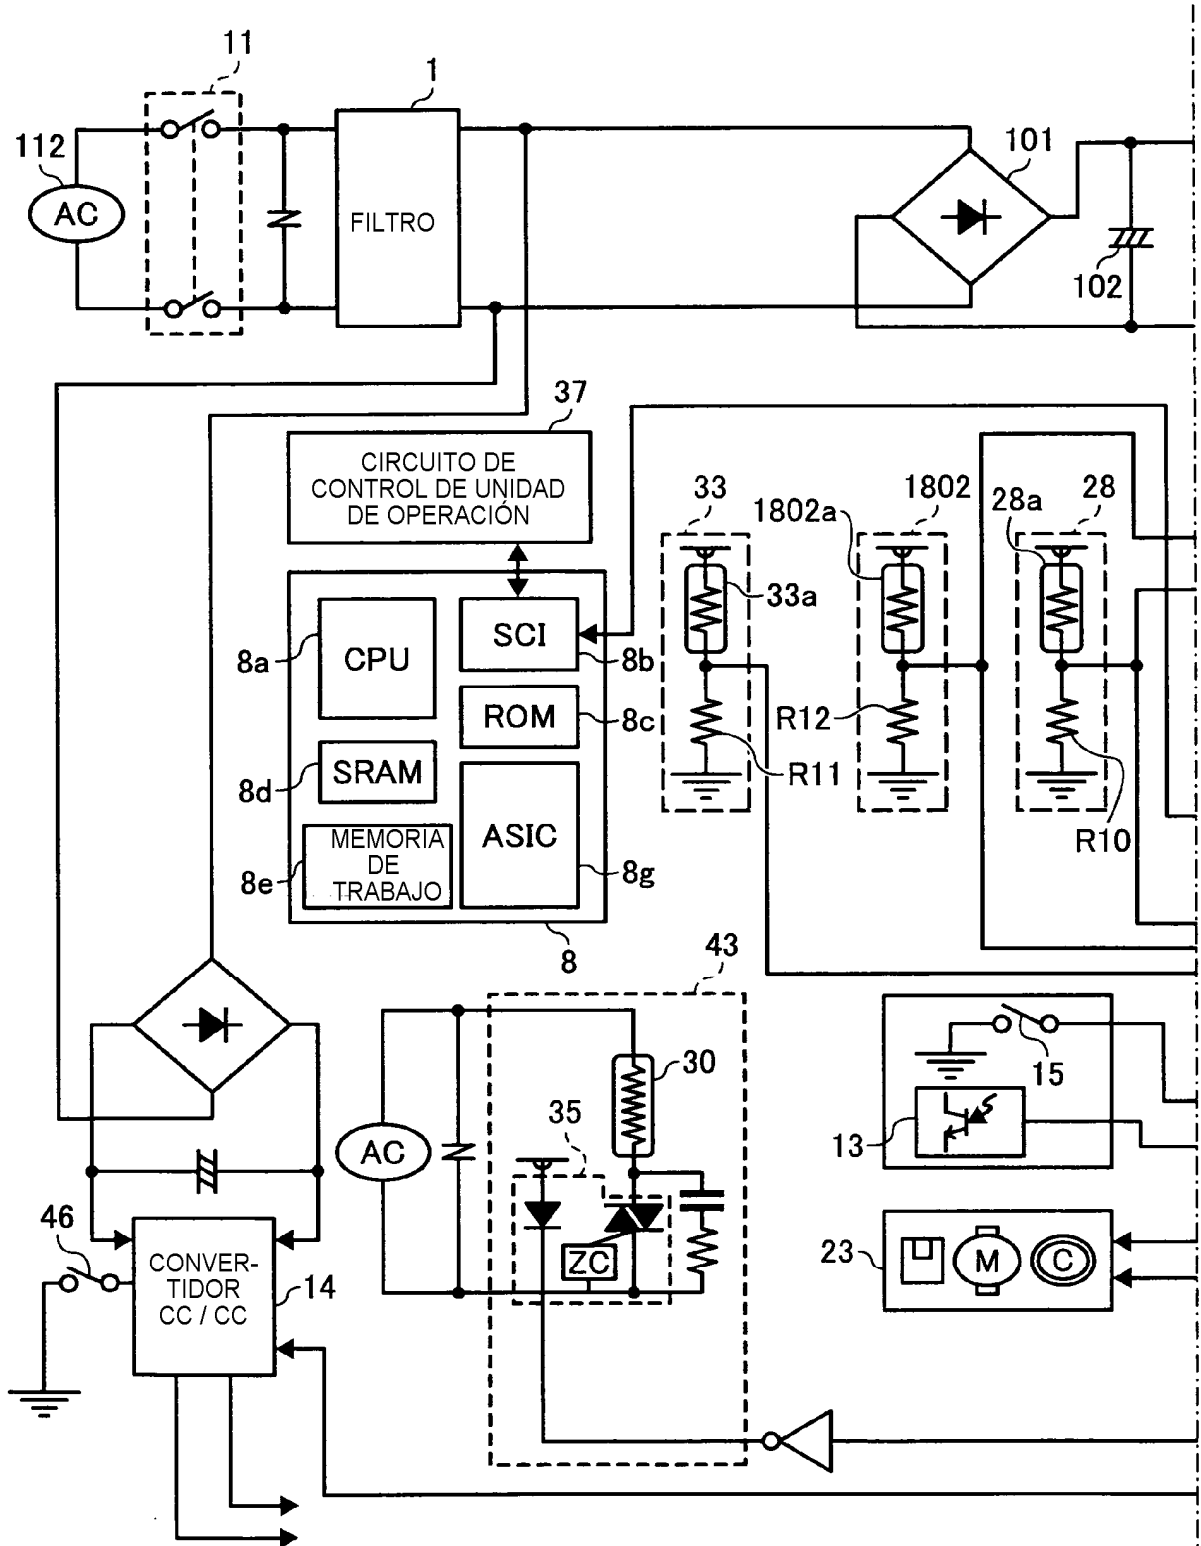 11
1
112
AC
FILTRO
101
102
37
CIRCUITO DE
CONTROL DE UNIDAD
DE OPERACIÓN
33
1802a
1802
28a
28
33a
8a
CPU
SCI
8b
ROM
8c
R12
R11
8d
SRAM
ASIC
R10
8e
MEMORIA
DE
TRABAJO
8g
8
43
30
15
35
AC
13
46
ZC
23
M
C
CONVER-
TIDOR
CC / CC
14